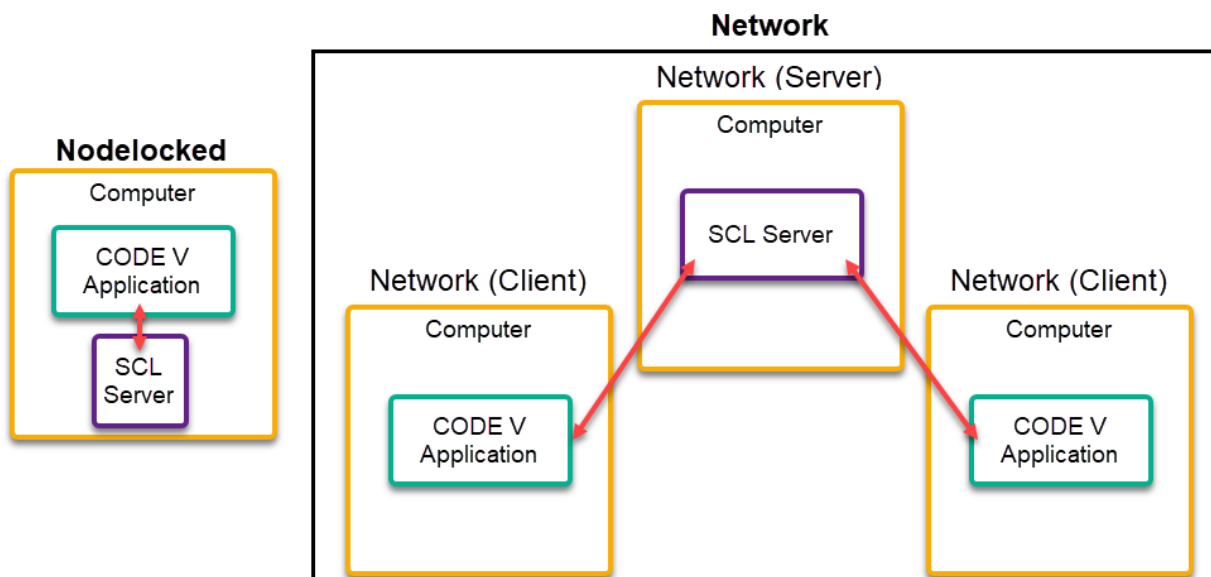 Nodelocked
Computer
CODE V
Application
SCL
Server
Network
Network (Server)
Computer
SCL Server
Network (Client)
Computer
CODE V
Application
Network (Client)
Computer
CODE V
Application